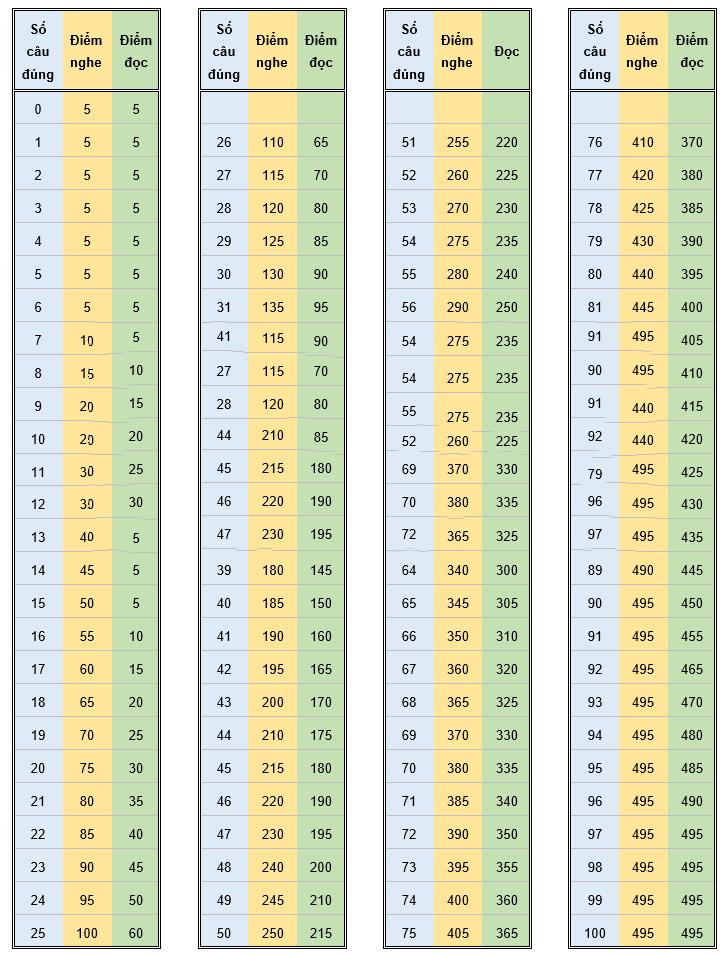 Số câu đúng Điểm nghe Điểm đọc
0 5 5
1 5 5
2 5 5
3 5 5
4 5 5
5 5 5
6 5 5
7 10 5
8 15 10
9 20 15
10 20 20
11 30 25
12 30 30
13 40 5
14 45 5
15 50 5
16 55 10
17 60 15
18 65 20
19 70 25
20 75 30
21 80 35
22 85 40
23 90 45
24 95 50
25 100 60
Số câu đúng Điểm nghe Điểm đọc
26 110 65
27 115 70
28 120 80
29 125 85
30 130 90
31 135 95
41 115 90
27 115 70
28 120 80
44 210 85
45 215 180
46 220 190
47 230 195
39 180 145
40 185 150
41 190 160
42 195 165
43 200 170
44 210 175
45 215 180
46 220 190
47 230 195
48 240 200
49 245 210
50 250 215
Số câu đúng Điểm nghe Đọc
51 255 220
52 260 225
53 270 230
54 275 235
55 280 240
56 290 250
54 275 235
54 275 235
55 275 235
52 260 225
69 370 330
70 380 335
72 365 325
64 340 300
65 345 305
66 350 310
67 360 320
68 365 325
69 370 330
70 380 335
71 385 340
72 390 350
73 395 355
74 400 360
75 405 365
Số câu đúng Điểm nghe Điểm đọc
76 410 370
77 420 380
78 425 385
79 430 390
80 440 395
81 445 400
91 495 405
90 495 410
91 440 415
92 440 420
79 495 425
96 495 430
97 495 435
89 490 445
90 495 450
91 495 455
92 495 465
93 495 470
94 495 480
95 495 485
96 495 490
97 495 495
98 495 495
99 495 495
100 495 495